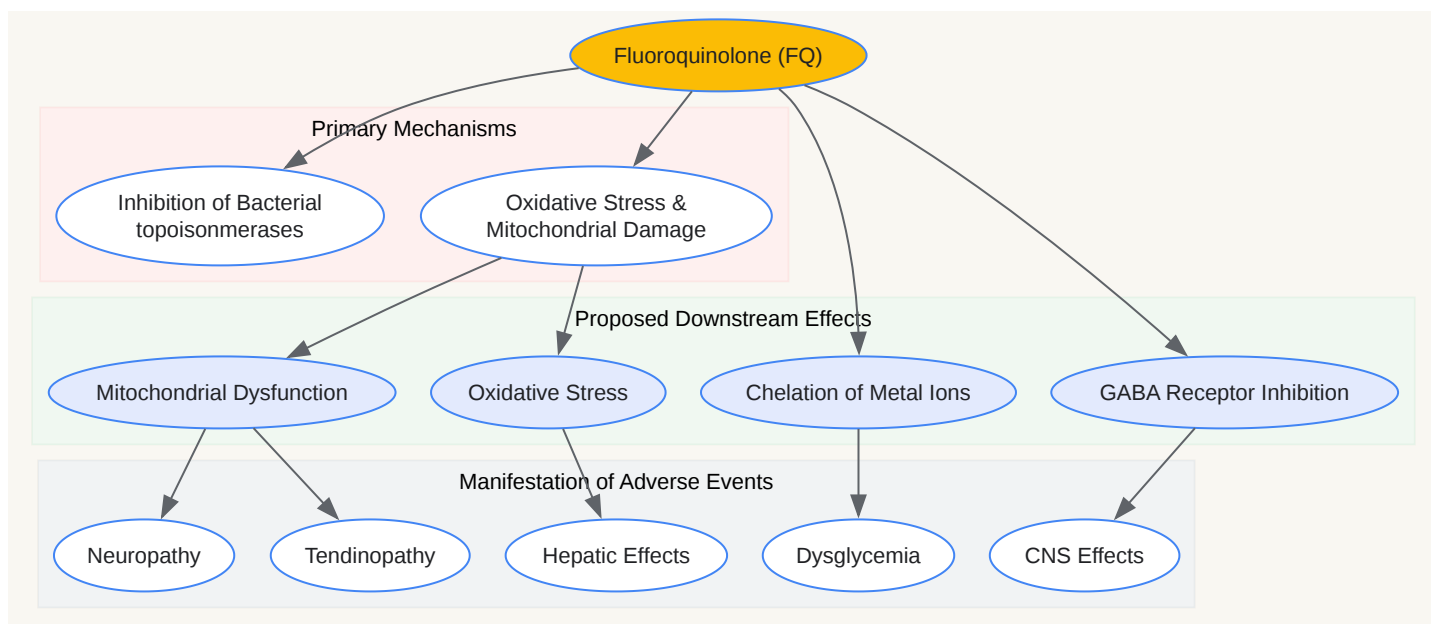 Fluoroquinolone (FQ)
Primary Mechanisms
Inhibition of Bacterial
topoisonmerases
Oxidative Stress &
Mitochondrial Damage
Proposed Downstream Effects
Mitochondrial Dysfunction
Oxidative Stress
Chelation of Metal Ions
GABA Receptor Inhibition
Manifestation of Adverse Events
Neuropathy
Tendinopathy
Hepatic Effects
Dysglycemia
CNS Effects